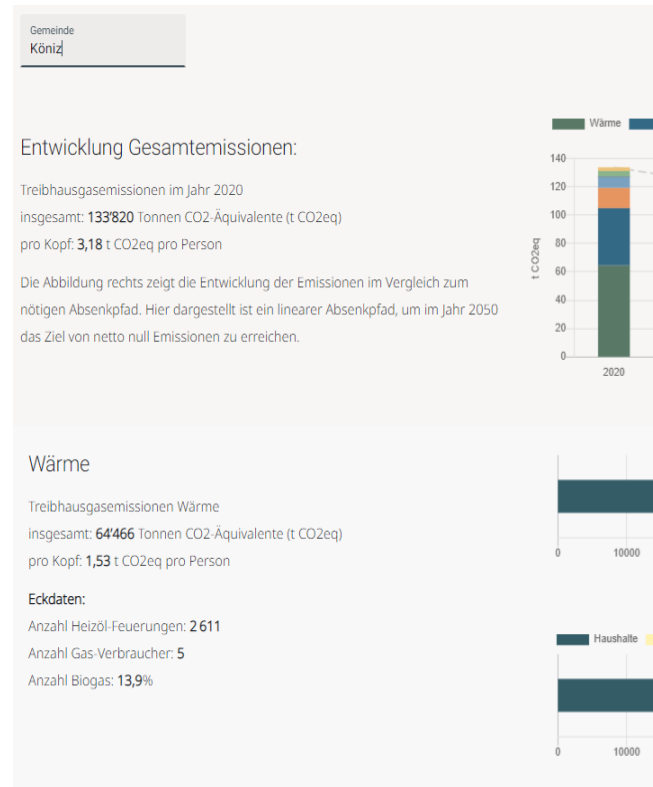 Gemeinde
Köniz
Entwicklung Gesamtemissionen:
Treibhausgasemissionen im Jahr 2020
insgesamt: 133'820 Tonnen CO2-Äquivalente (t CO2eq)
pro Kopf: 3,18 t CO2eq pro Person
Die Abbildung rechts zeigt die Entwicklung der Emissionen im Vergleich zum
nötigen Absenkpfad. Hier dargestellt ist ein linearer Absenkpfad, um im Jahr 2050
das Ziel von netto null Emissionen zu erreichen.
Wärme
140
120
100
80
60
40
20
0
t CO2eq
2020
Wärme
Treibhausgasemissionen Wärme
insgesamt: 64'466 Tonnen CO2-Äquivalente (t CO2eq)
pro Kopf: 1,53 t CO2eq pro Person
Eckdaten:
Anzahl Heizöl-Feuerungen: 2 611
Anzahl Gas-Verbraucher: 5
Anzahl Biogas: 13,9%
0 10000
Haushalte
0 10000